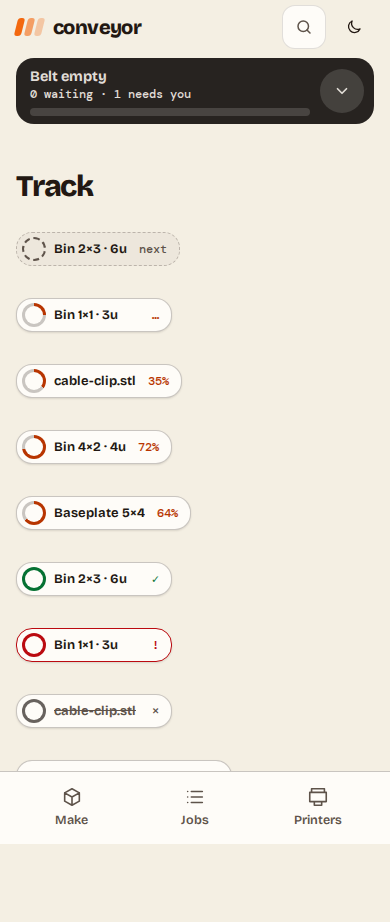 conveyor
Belt empty
0 waiting · 1 needs you
Track
Bin 2×3 · 6u next
Bin 1×1 · 3u …
cable-clip.stl 35%
Bin 4×2 · 4u 72%
Baseplate 5×4 64%
Bin 2×3 · 6u ✓
Bin 1×1 · 3u !
cable-clip.stl ×
Make Jobs Printers